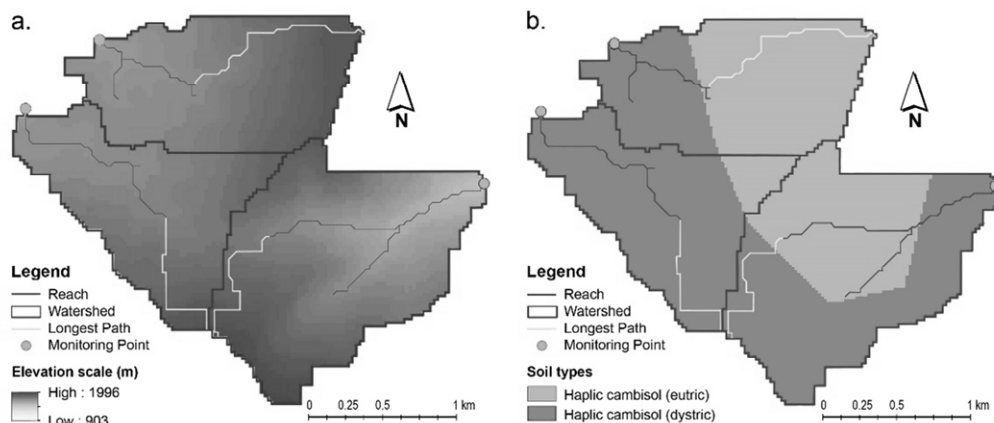 a.
N
Legend
Reach
Watershed
Longest Path
Monitoring Point
Elevation scale (m)
High : 1996
Low : 903
0 0.25 0.5 1 km
b.
N
Legend
Reach
Watershed
Longest Path
Monitoring Point
Soil types
Haplic cambisol (eutric)
Haplic cambisol (dystric)
0 0.25 0.5 1 km